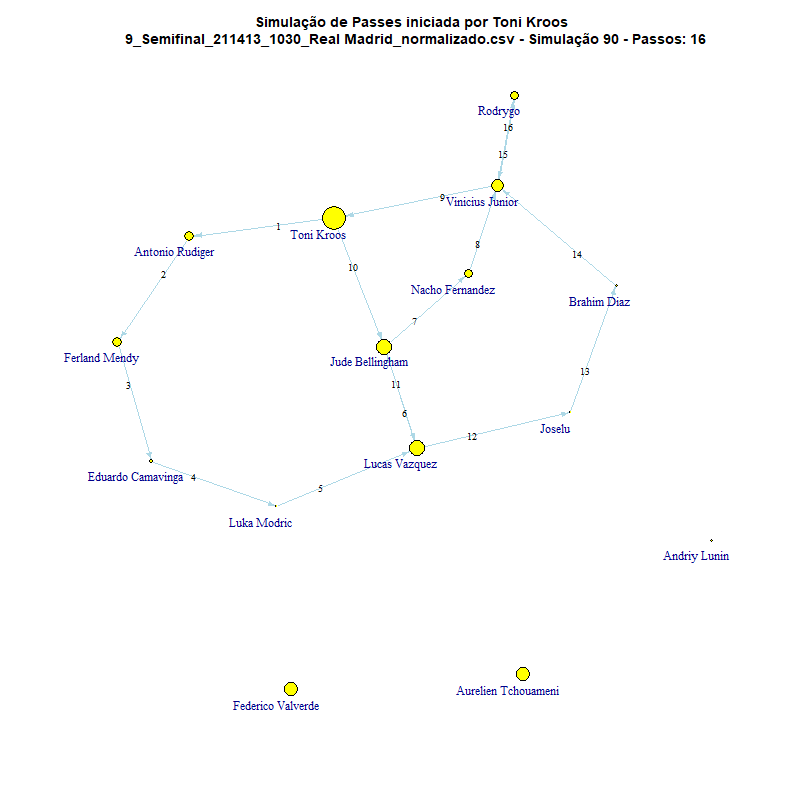 Simulação de Passes iniciada por Toni Kroos
9_Semifinal_211413_1030_Real Madrid_normalizado.csv - Simulação 90 - Passos: 16
Rodrygo
16
15
9
Vinicius Junior
1
Toni Kroos
8
Antonio Rudiger
14
10
2
Nacho Fernandez
Brahim Diaz
7
Ferland Mendy
Jude Bellingham
13
3
11
6
Joselu
12
Lucas Vazquez
Eduardo Camavinga
4
5
Luka Modric
Andriy Lunin
Aurelien Tchouameni
Federico Valverde